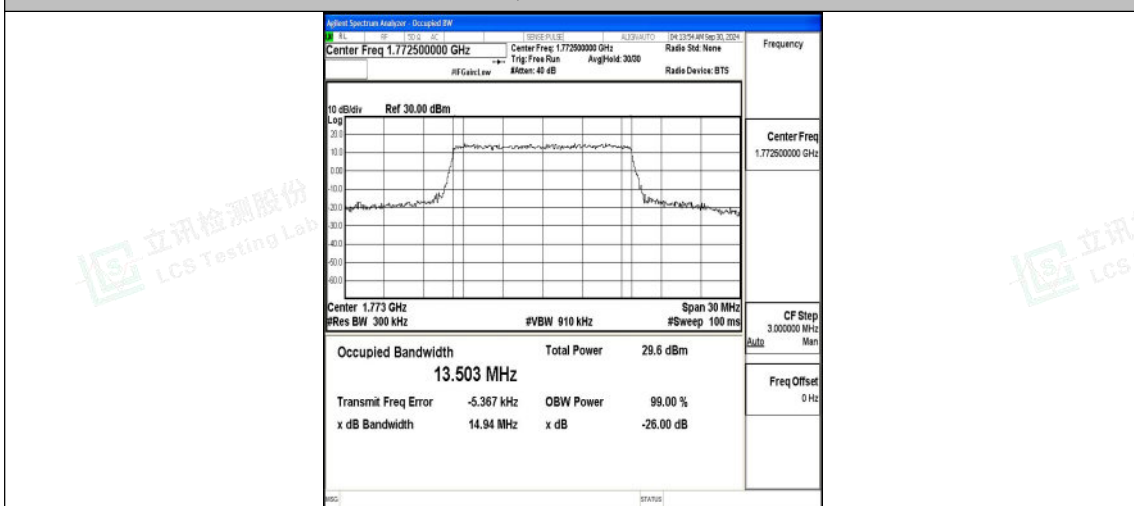 Agilent Spectrum Analyzer - Occupied BW
RL RF 50 Ω AC SENSE:PULSE ALIGNAUTO 04:13:54 AM Sep 30, 2024
Center Freq 1.772500000 GHz
Center Freq: 1.772500000 GHz
Radio Std: None
Trig: Free Run Avg|Hold: 30/30
#IFGain:Low #Atten: 40 dB Radio Device: BTS
Frequency
10 dB/div Ref 30.00 dBm
Log
20.0
10.0
0.00
-10.0
-20.0
-30.0
-40.0
-50.0
-60.0
Center 1.773 GHz Span 30 MHz
#Res BW 300 kHz #VBW 910 kHz #Sweep 100 ms
Occupied Bandwidth Total Power 29.6 dBm
13.503 MHz
Transmit Freq Error -5.367 kHz OBW Power 99.00 %
x dB Bandwidth 14.94 MHz x dB -26.00 dB
Center Freq
1.772500000 GHz
CF Step
3.000000 MHz
Auto Man
Freq Offset
0 Hz
MSG STATUS
立讯检测股份
LCS Testing Lab
立讯
LCS